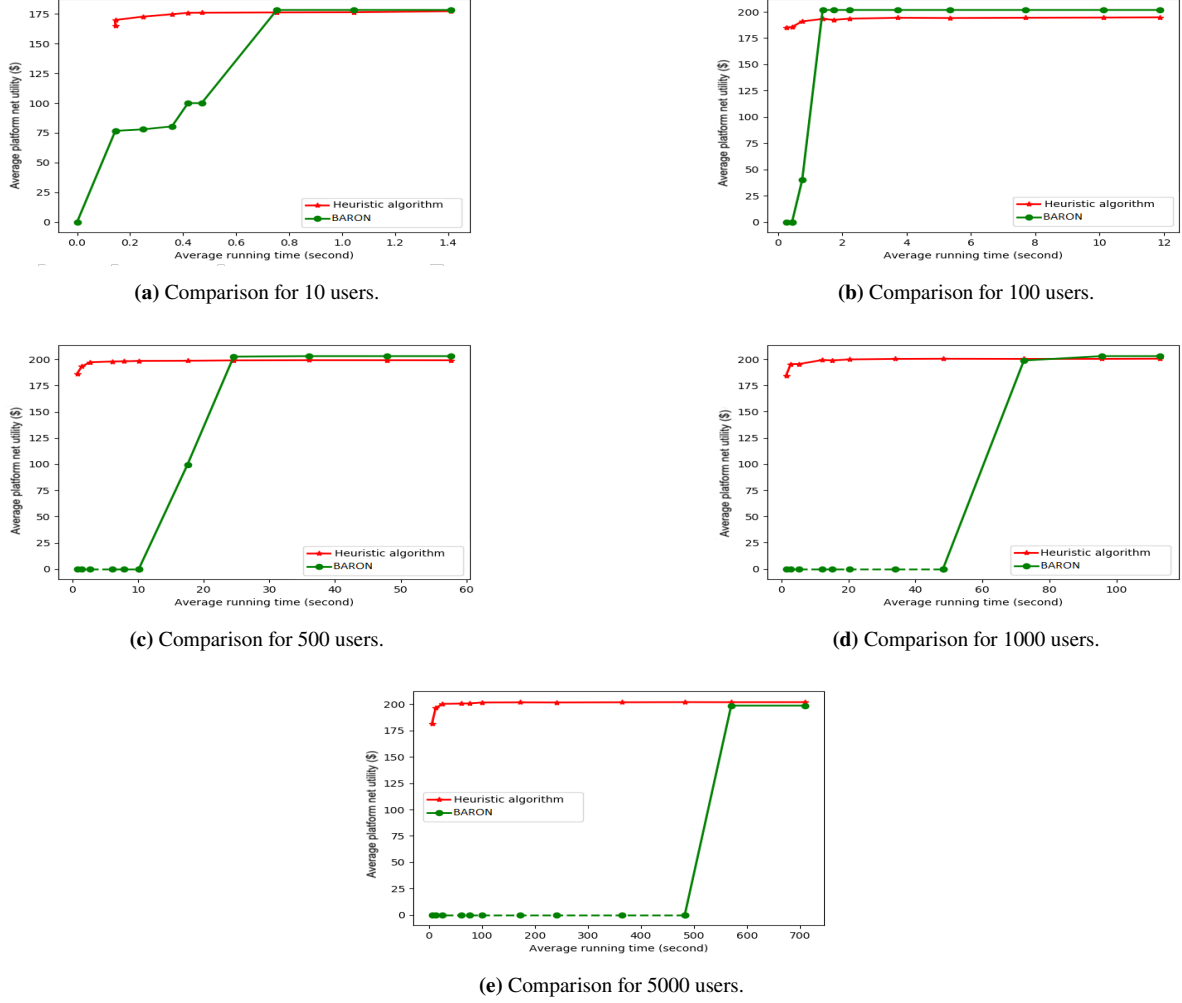 175
150
125
100
75
50
25
0
Average platform net utility ($)
Heuristic algorithm
BARON
0.0 0.2 0.4 0.6 0.8 1.0 1.2 1.4
Average running time (second)
(a) Comparison for 10 users.
200
175
150
125
100
75
50
25
0
Average platform net utility ($)
Heuristic algorithm
BARON
0 2 4 6 8 10 12
Average running time (second)
(b) Comparison for 100 users.
200
175
150
125
100
75
50
25
0
Average platform net utility ($)
Heuristic algorithm
BARON
0 10 20 30 40 50 60
Average running time (second)
(c) Comparison for 500 users.
200
175
150
125
100
75
50
25
0
Average platform net utility ($)
Heuristic algorithm
BARON
0 20 40 60 80 100
Average running time (second)
(d) Comparison for 1000 users.
200
175
150
125
100
75
50
25
0
Average platform net utility ($)
Heuristic algorithm
BARON
0 100 200 300 400 500 600 700
Average running time (second)
(e) Comparison for 5000 users.